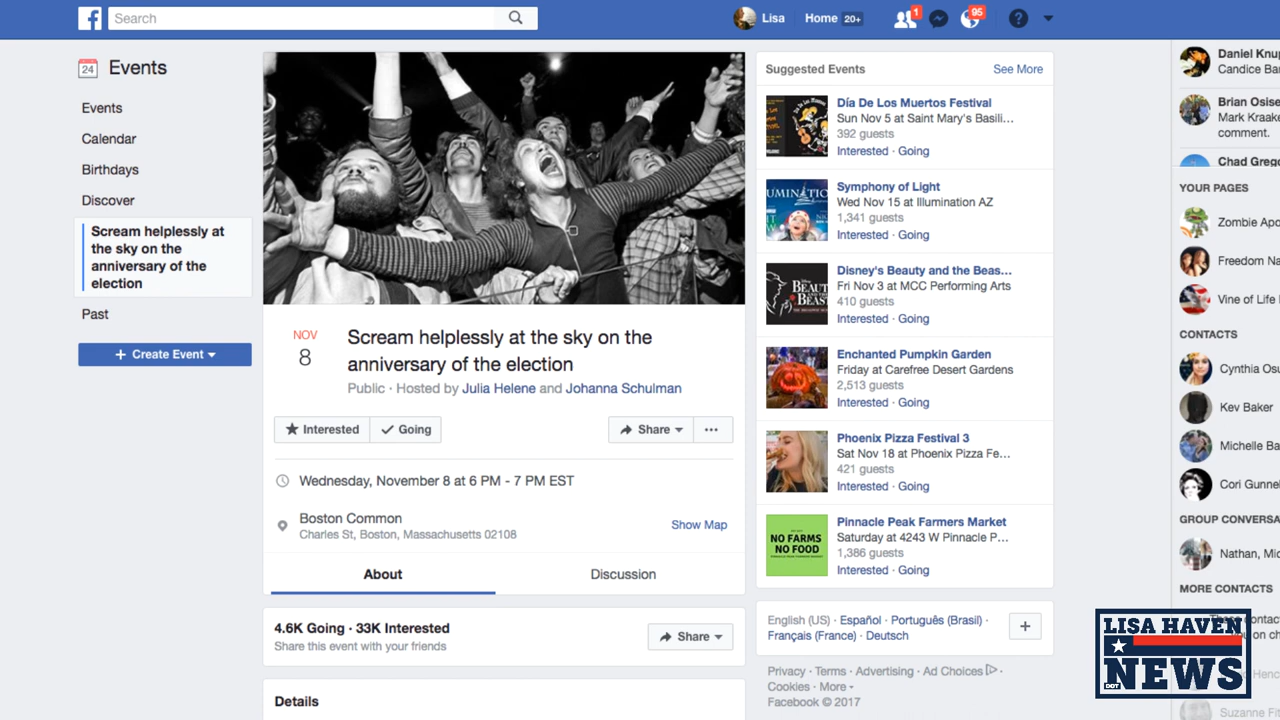 Search
Lisa
Home 20+
1
95
24 Events
Events
Calendar
Birthdays
Discover
Scream helplessly at
the sky on the
anniversary of the
election
Past
+ Create Event
NOV
8
Scream helplessly at the sky on the
anniversary of the election
Public · Hosted by Julia Helene and Johanna Schulman
Interested
Going
Share
Wednesday, November 8 at 6 PM - 7 PM EST
Boston Common
Charles St, Boston, Massachusetts 02108
Show Map
About
Discussion
4.6K Going · 33K Interested
Share this event with your friends
Share
Details
Suggested Events
See More
Día De Los Muertos Festival
Sun Nov 5 at Saint Mary's Basili...
392 guests
Interested · Going
Symphony of Light
Wed Nov 15 at Illumination AZ
1,341 guests
Interested · Going
Disney's Beauty and the Beas...
Fri Nov 3 at MCC Performing Arts
410 guests
Interested · Going
BEAUT
BEAST
Enchanted Pumpkin Garden
Friday at Carefree Desert Gardens
2,513 guests
Interested · Going
Phoenix Pizza Festival 3
Sat Nov 18 at Phoenix Pizza Fe...
421 guests
Interested · Going
Pinnacle Peak Farmers Market
Saturday at 4243 W Pinnacle P...
1,386 guests
Interested · Going
NO FARMS
NO FOOD
English (US) · Español · Português (Brasil) ·
Français (France) · Deutsch
+
Privacy · Terms · Advertising · Ad Choices ·
Cookies · More
Facebook © 2017
Daniel Knup
Candice Bar
Brian Osise
Mark Kraake
comment.
Chad Grego
YOUR PAGES
Zombie Apo
Freedom Na
Vine of Life
CONTACTS
Cynthia Osu
Kev Baker
Michelle Ba
Cori Gunnel
GROUP CONVERSA
Nathan, Mic
MORE CONTACTS
LISA HAVEN
DOT NEWS
Suzanne Fit